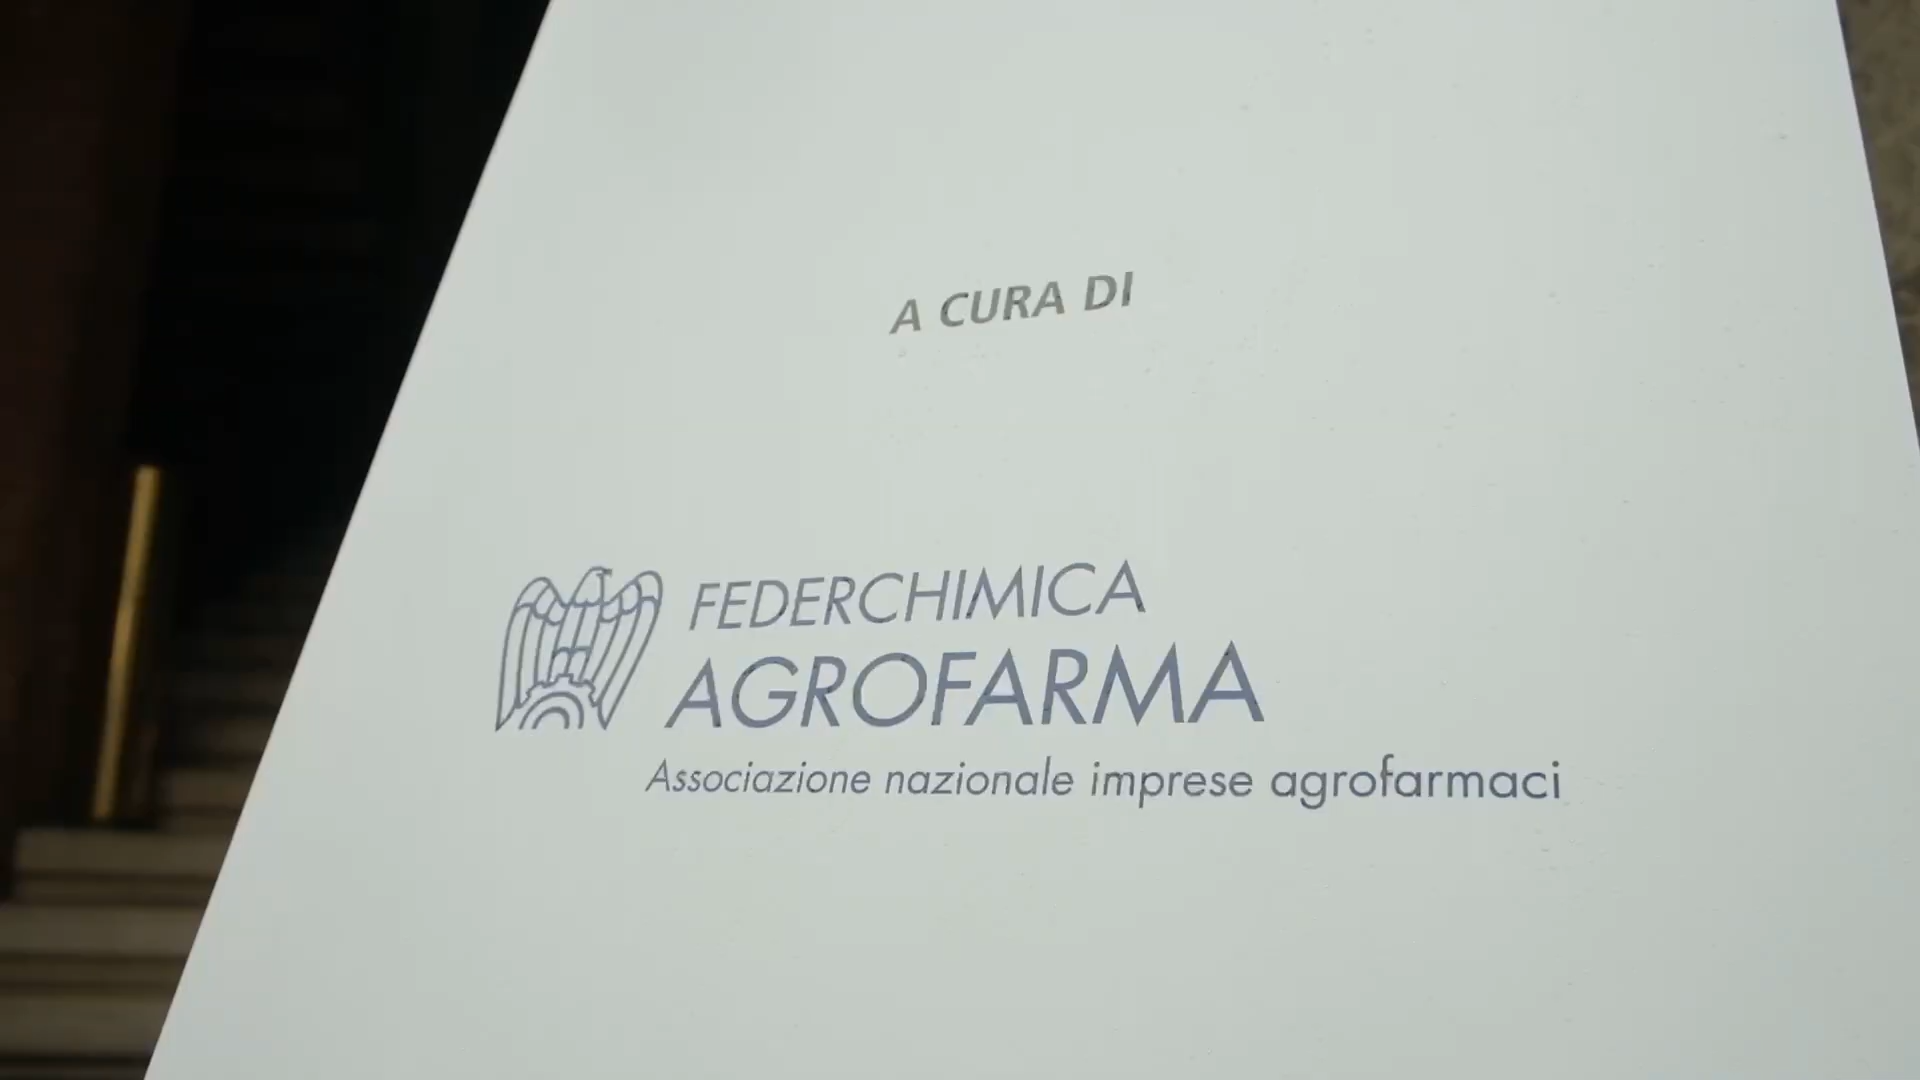 A CURA DI
FEDERCHIMICA
AGROFARMA
Associazione nazionale imprese agrofarmaci